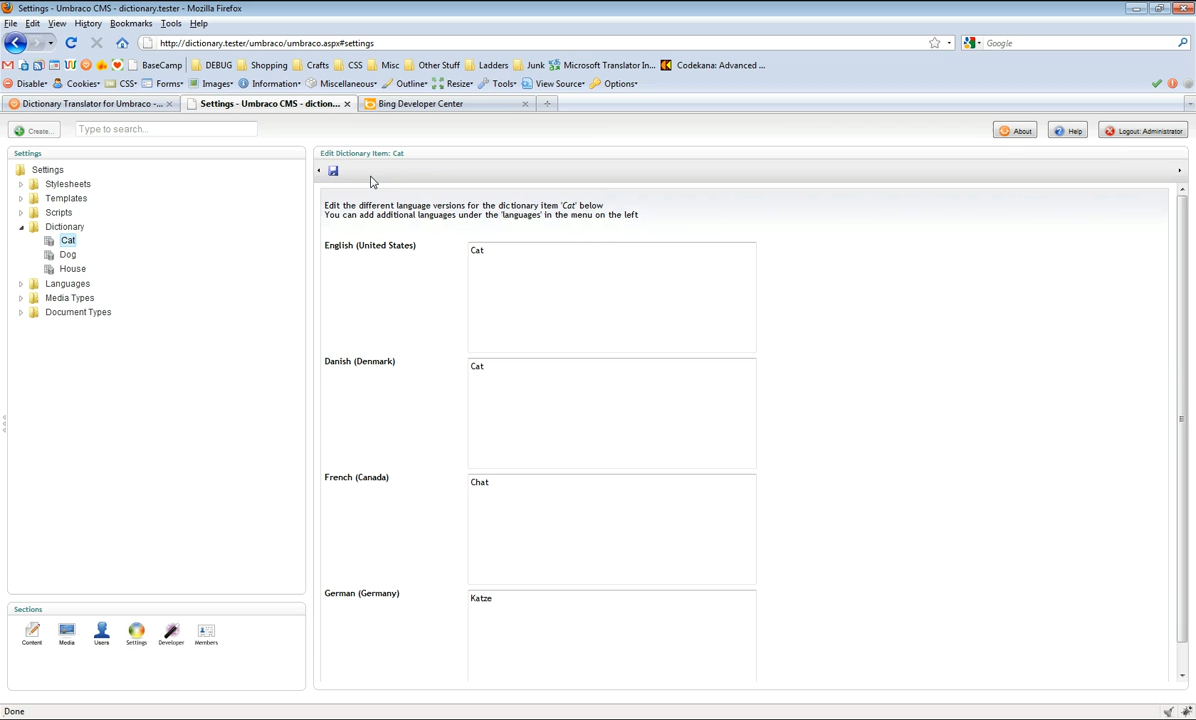 Settings - Umbraco CMS - dictionary.tester - Mozilla Firefox
File Edit View History Bookmarks Tools Help
http://dictionary.tester/umbraco/umbraco.aspx#settings
Google
BaseCamp DEBUG Shopping Crafts CSS Misc Other Stuff Ladders Junk Microsoft Translator In... Codekana: Advanced ...
Disable Cookies CSS Forms Images Information Miscellaneous Outline Resize Tools View Source Options
Dictionary Translator for Umbraco -... Settings - Umbraco CMS - diction... Bing Developer Center
Create... Type to search... About Help Logout: Administrator
Settings
Settings
Stylesheets
Templates
Scripts
Dictionary
Cat
Dog
House
Languages
Media Types
Document Types
Sections
Content Media Users Settings Developer Members
Edit Dictionary Item: Cat
Edit the different language versions for the dictionary item 'Cat' below
You can add additional languages under the 'languages' in the menu on the left
English (United States) Cat
Danish (Denmark) Cat
French (Canada) Chat
German (Germany) Katze
Done